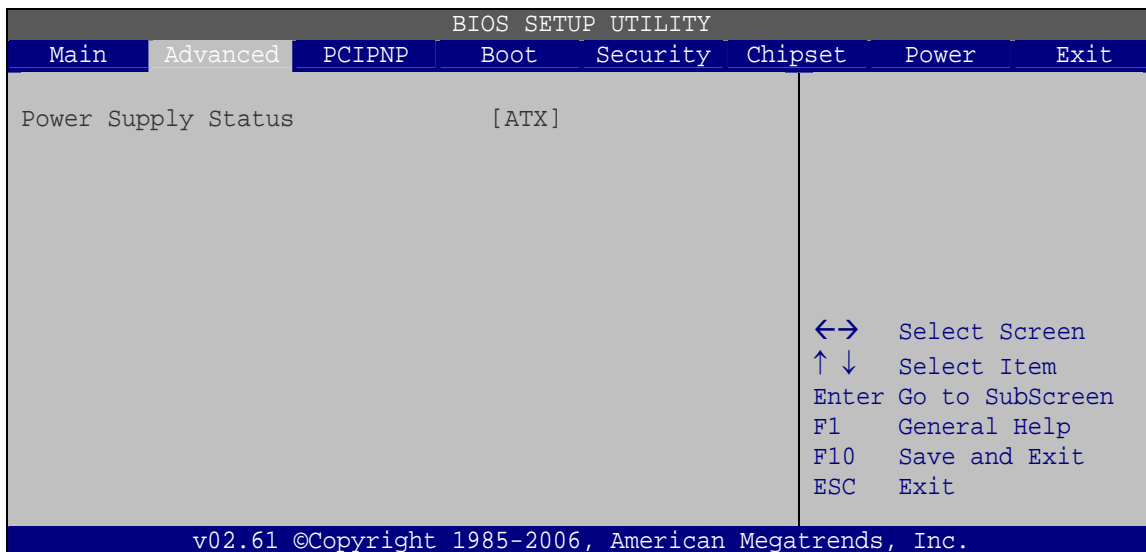 BIOS SETUP UTILITY
Main Advanced PCIPNP Boot Security Chipset Power Exit
Power Supply Status [ATX]
←→ Select Screen
↑ ↓ Select Item
Enter Go to SubScreen
F1 General Help
F10 Save and Exit
ESC Exit
v02.61 ©Copyright 1985-2006, American Megatrends, Inc.